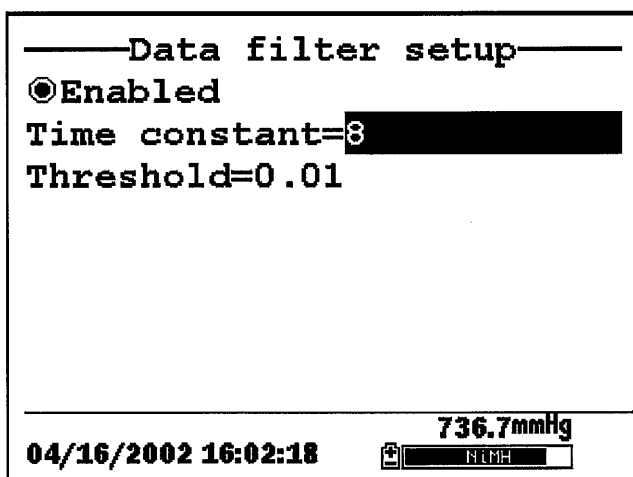 Data filter setup
Enabled
Time constant=8
Threshold=0.01
736.7mmHg
04/16/2002 16:02:18
NiMH